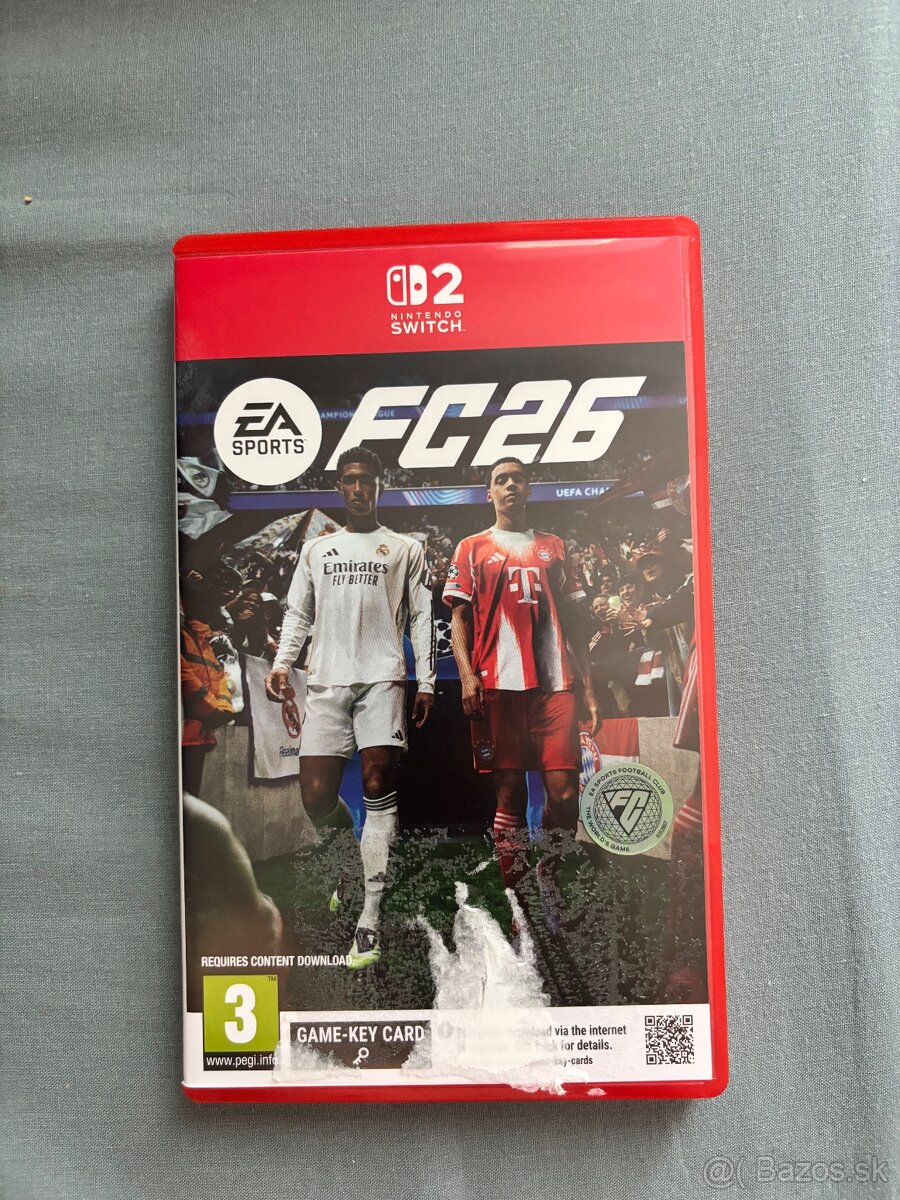 2
NINTENDO
SWITCH
EA
SPORTS
FC26
UEFA CHA
Emirates
FLY BETTER
T
EA SPORTS FOOTBALL CLUB
FC
THE WORLD'S GAME
REQUIRES CONTENT DOWNLOAD
3
www.pegi.info
GAME-KEY CARD
via the internet
for details.
key-cards
@( Bazos.sk